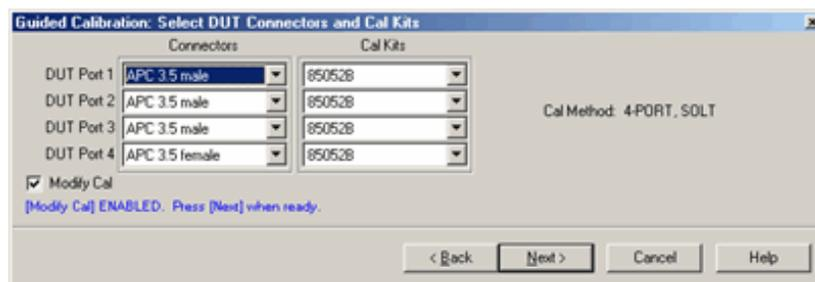 Guided Calibration: Select DUT Connectors and Cal Kits
Connectors Cal Kits
DUT Port 1 APC 3.5 male 85052B
DUT Port 2 APC 3.5 male 85052B
DUT Port 3 APC 3.5 male 85052B
DUT Port 4 APC 3.5 female 85052B
Cal Method: 4-PORT, SOLT
Modify Cal
[Modify Cal] ENABLED. Press [Next] when ready.
< Back Next > Cancel Help